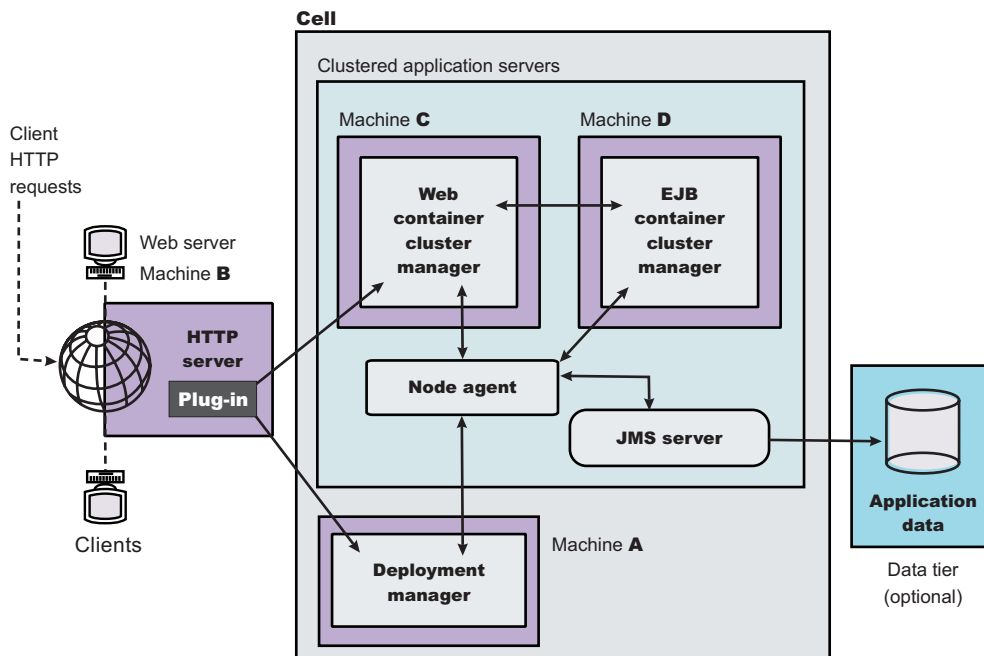 Cell
Clustered application servers
Machine C
Machine D
Client
HTTP
requests
Web
container
cluster
manager
EJB
container
cluster
manager
Web server
Machine B
HTTP
server
Plug-in
Node agent
JMS server
Application
data
Clients
Machine A
Deployment
manager
Data tier
(optional)